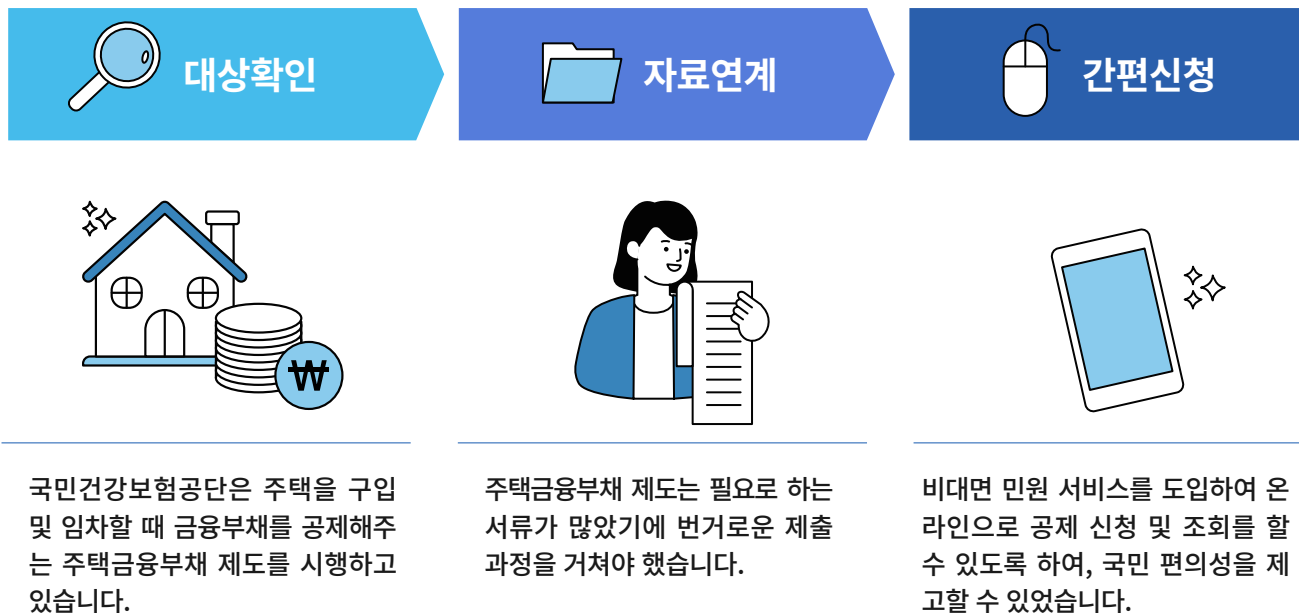 대상확인
자료연계
간편신청
₩
국민건강보험공단은 주택을 구입
및 임차할 때 금융부채를 공제해주
는 주택금융부채 제도를 시행하고
있습니다.
주택금융부채 제도는 필요로 하는
서류가 많았기에 번거로운 제출
과정을 거쳐야 했습니다.
비대면 민원 서비스를 도입하여 온
라인으로 공제 신청 및 조회를 할
수 있도록 하여, 국민 편의성을 제
고할 수 있었습니다.